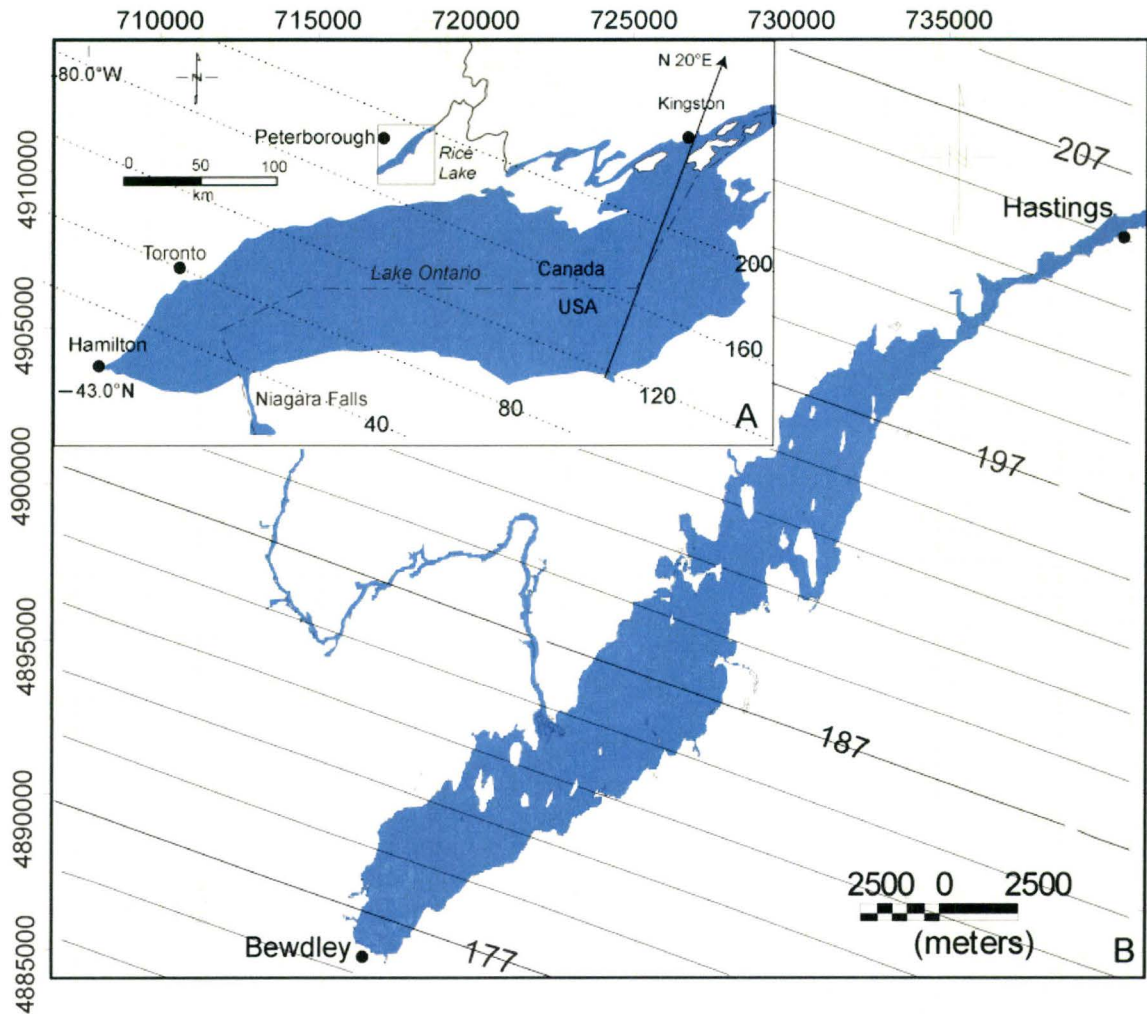 710000 715000 720000 725000 730000 735000
4910000
4905000
4900000
4895000
4890000
4885000
-80.0°W
N
N 20°E
Kingston
Peterborough
Rice
Lake
0 50 100
km
Toronto
Lake Ontario
Canada
USA
200
160
120
80
40
Hamilton
—43.0°N
Niagara Falls
A
207
Hastings
197
187
177
Bewdley
2500 0 2500
(meters)
B